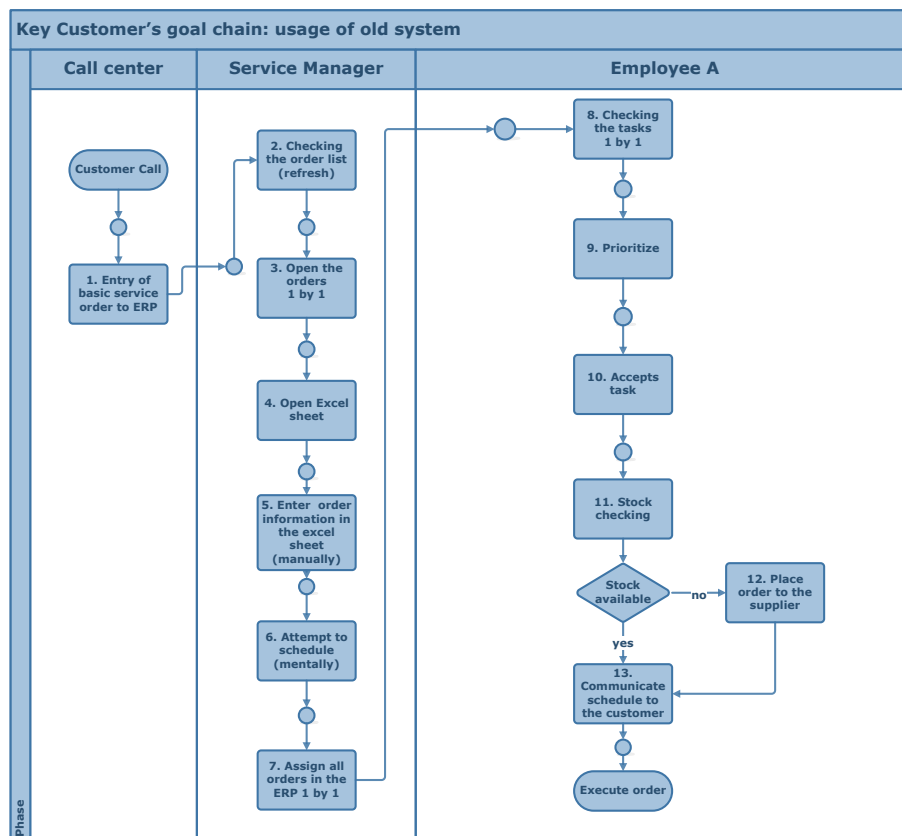 Key Customer’s goal chain: usage of old system
Call center
Service Manager
Employee A
Customer Call
1. Entry of
basic service
order to ERP
2. Checking
the order list
(refresh)
3. Open the
orders
1 by 1
4. Open Excel
sheet
5. Enter order
information in
the excel
sheet
(manually)
6. Attempt to
schedule
(mentally)
7. Assign all
orders in the
ERP 1 by 1
8. Checking
the tasks
1 by 1
9. Prioritize
10. Accepts
task
11. Stock
checking
Stock
available
no
12. Place
order to the
supplier
yes
13.
Communicate
schedule to
the customer
Execute order
Phase